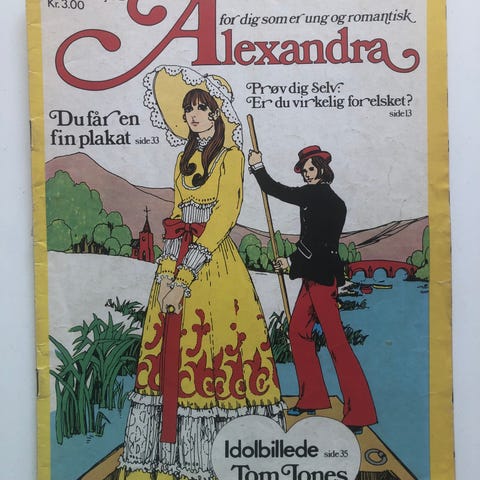 Kr. 3.00
for dig som er ung og romantisk
Alexandra
Prøv dig Selv:
Er du virkelig forelsket?
side 13
Du får en
fin plakat side 33
Idolbillede side 35
Tom Jones